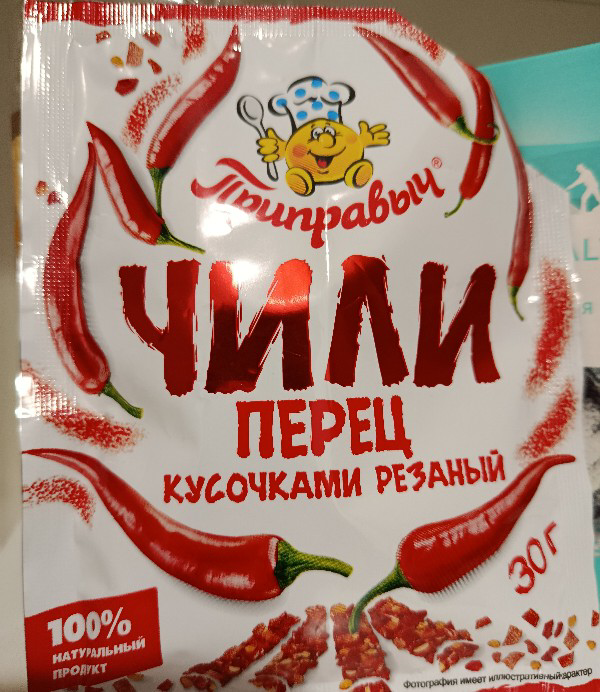 Приправыч®
ЧИЛИ
ПЕРЕЦ
КУСОЧКАМИ РЕЗАНЫЙ
30г
100%
НАТУРАЛЬНЫЙ
ПРОДУКТ
Фотография имеет иллюстративный характер